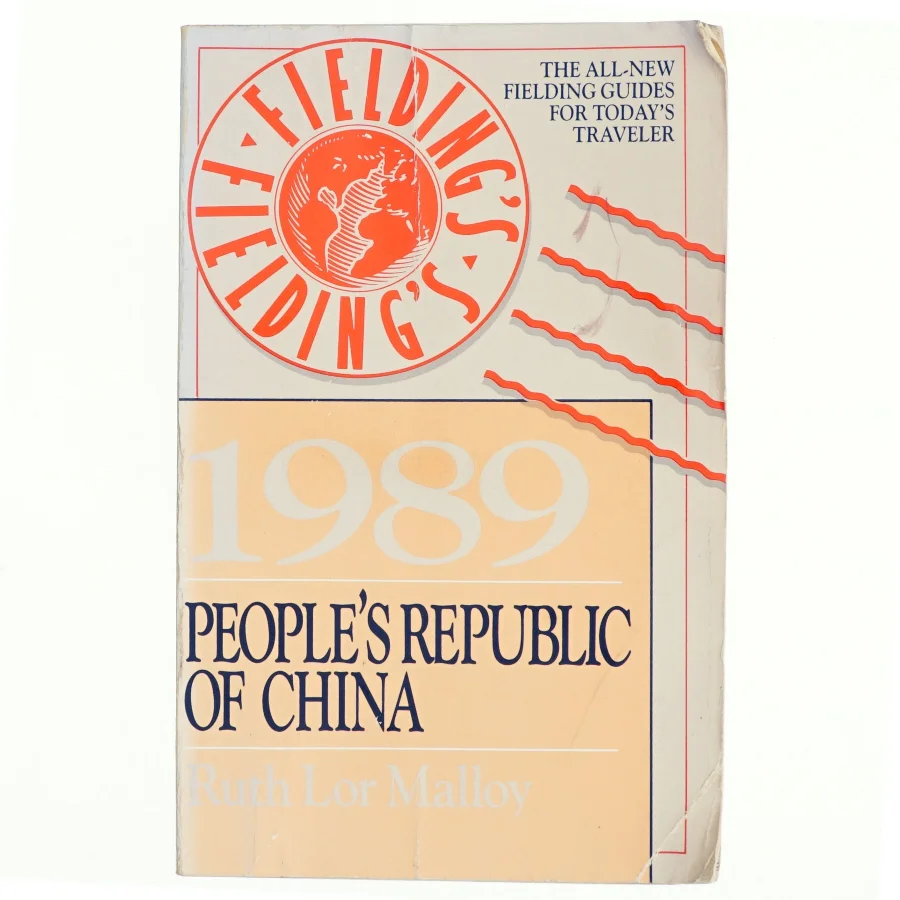 FIELDING'S
FIELDING'S
THE ALL-NEW
FIELDING GUIDES
FOR TODAY'S
TRAVELER
1989
PEOPLE'S REPUBLIC
OF CHINA
Ruth Lor Malloy